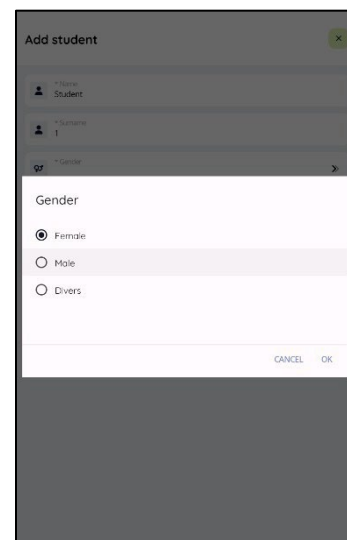 Add student
* Name
Student
* Surname
1
* Gender
Gender
Female
Male
Divers
CANCEL OK